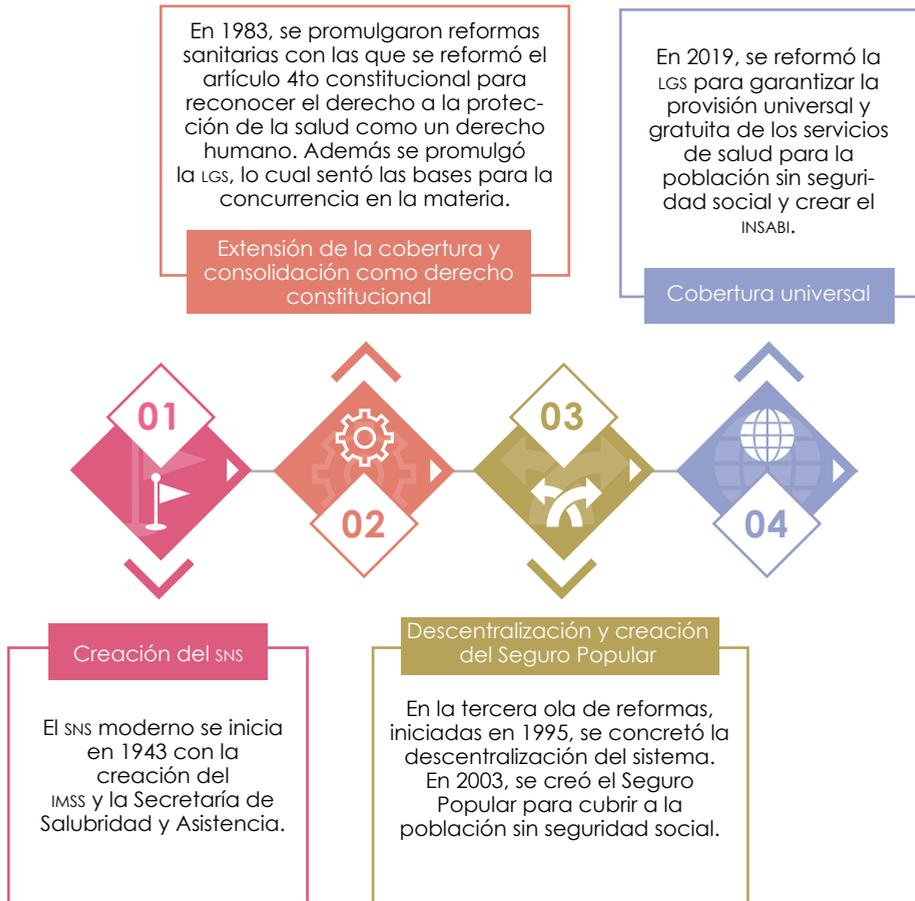 En 1983, se promulgaron reformas
sanitarias con las que se reformó el
artículo 4to constitucional para
reconocer el derecho a la protec-
ción de la salud como un derecho
humano. Además se promulgó
la LGS, lo cual sentó las bases para la
concurrencia en la materia.
Extensión de la cobertura y
consolidación como derecho
constitucional
En 2019, se reformó la
LGS para garantizar la
provisión universal y
gratuita de los servicios
de salud para la
población sin seguri-
dad social y crear el
INSABI.
Cobertura universal
01
02
03
04
Creación del SNS
El SNS moderno se inicia
en 1943 con la
creación del
IMSS y la Secretaría de
Salubridad y Asistencia.
Descentralización y creación
del Seguro Popular
En la tercera ola de reformas,
iniciadas en 1995, se concretó la
descentralización del sistema.
En 2003, se creó el Seguro
Popular para cubrir a la
población sin seguridad social.